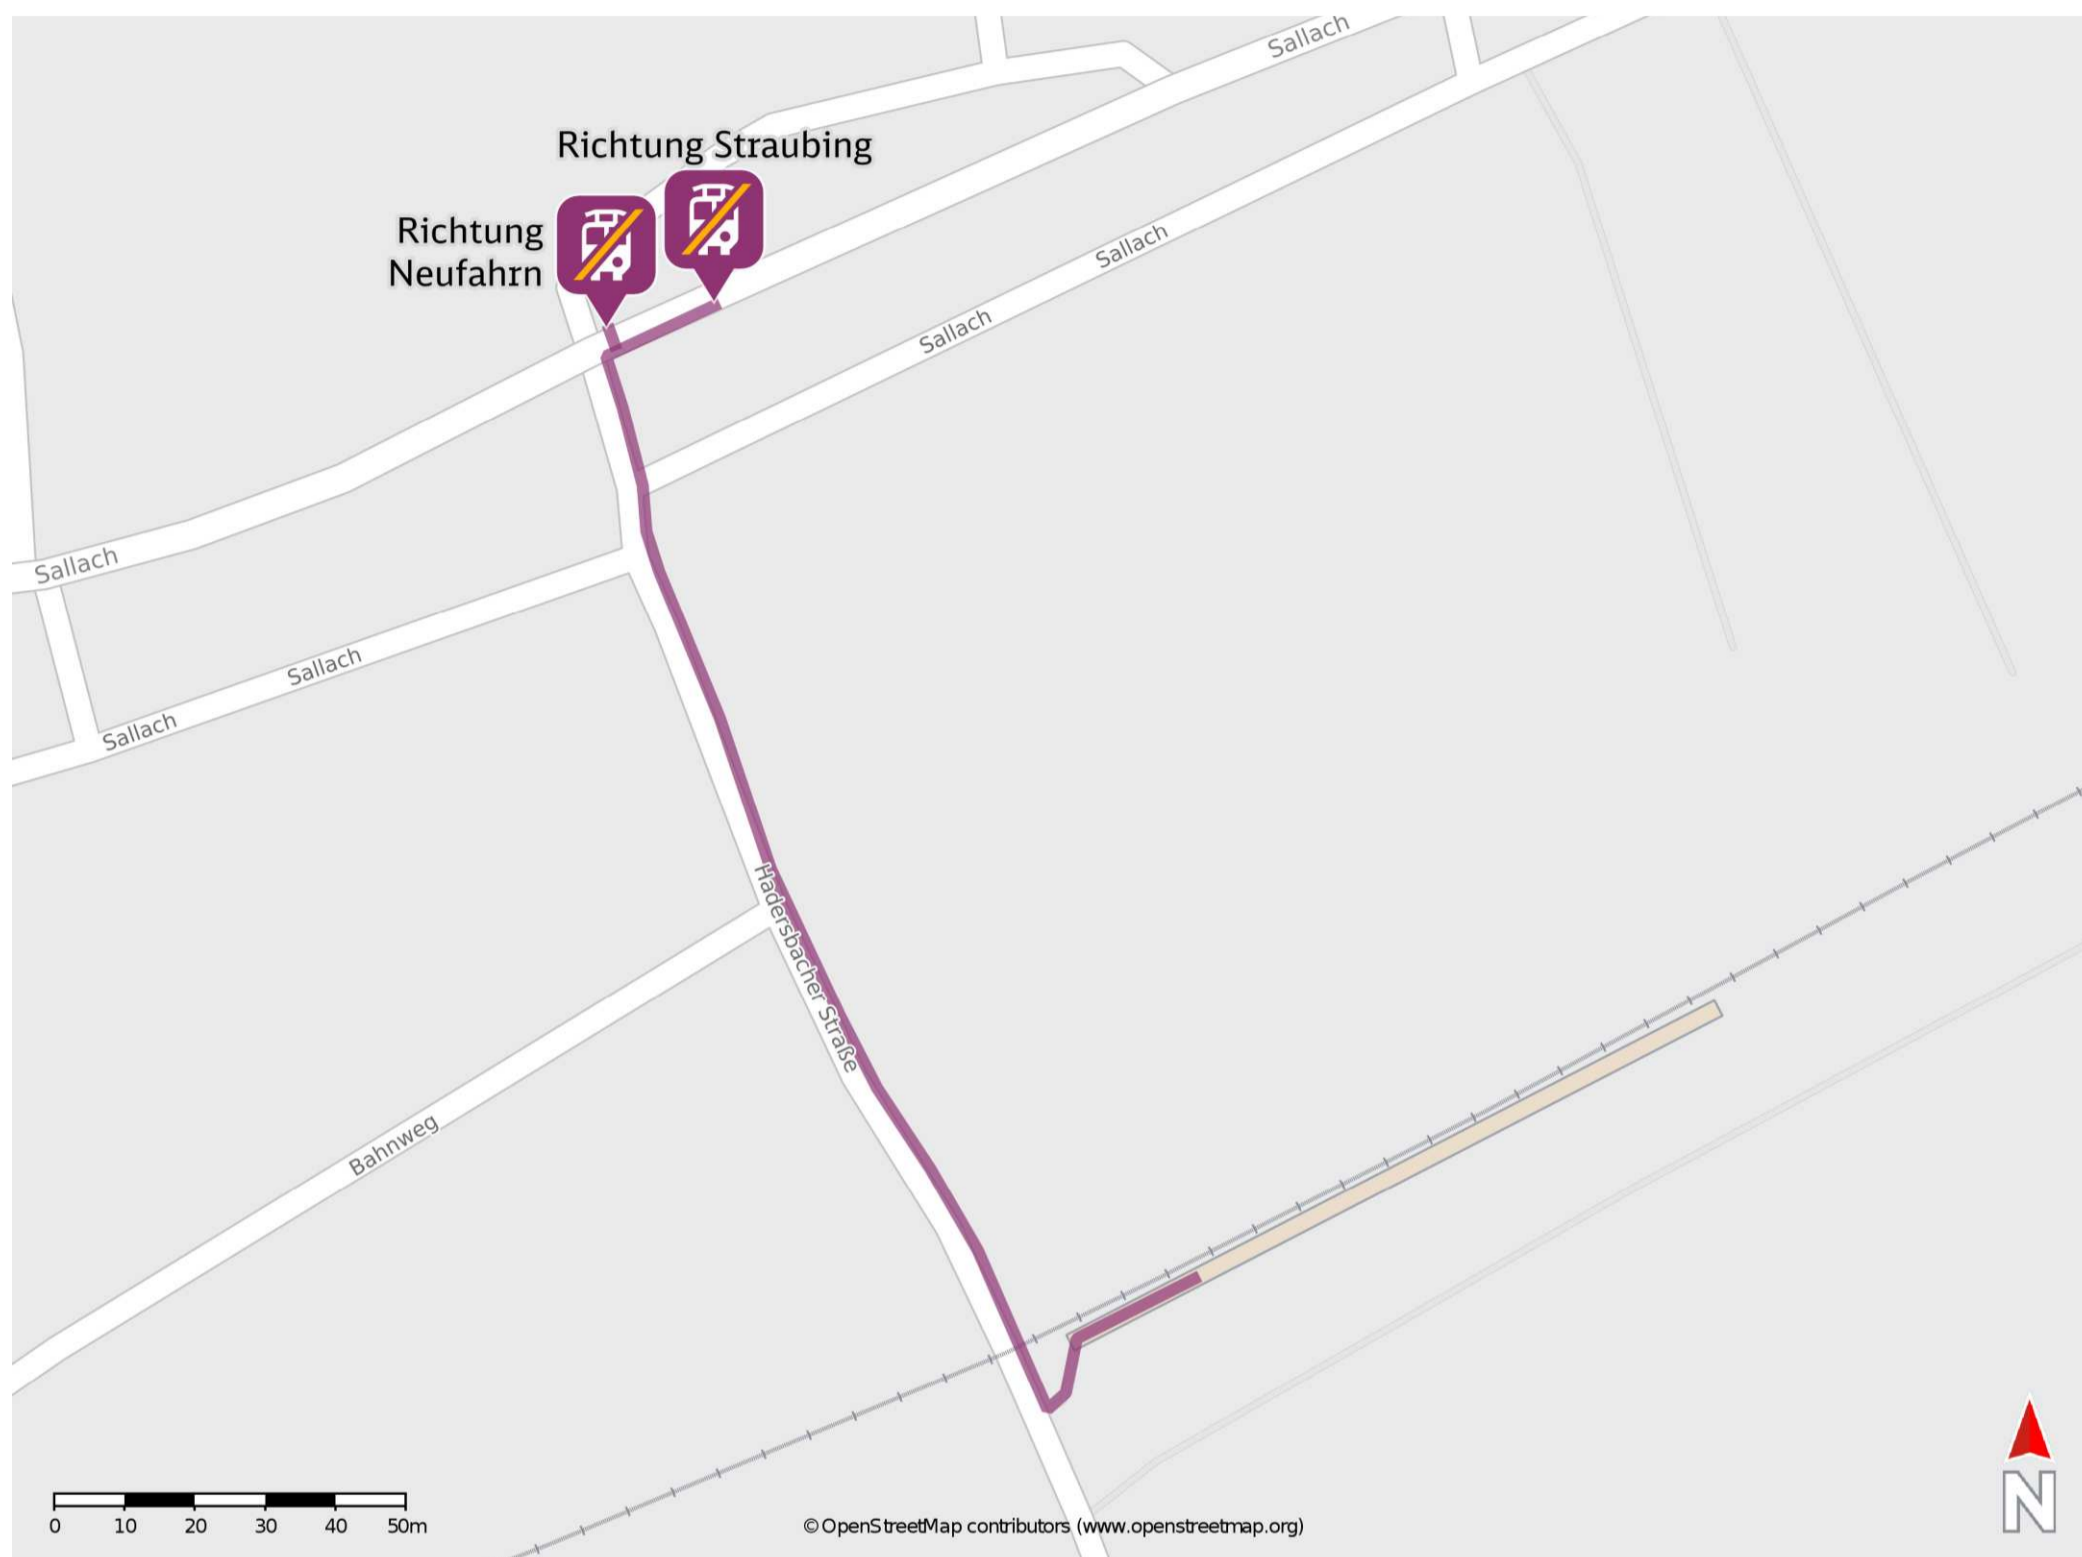 Sallach
Richtung Straubing
Richtung
Neufahrn
Sallach
Sallach
Sallach
Sallach
Sallach
Hadersbacher Straße
Bahnweg
0 10 20 30 40 50m
© OpenStreetMap contributors (www.openstreetmap.org)
N